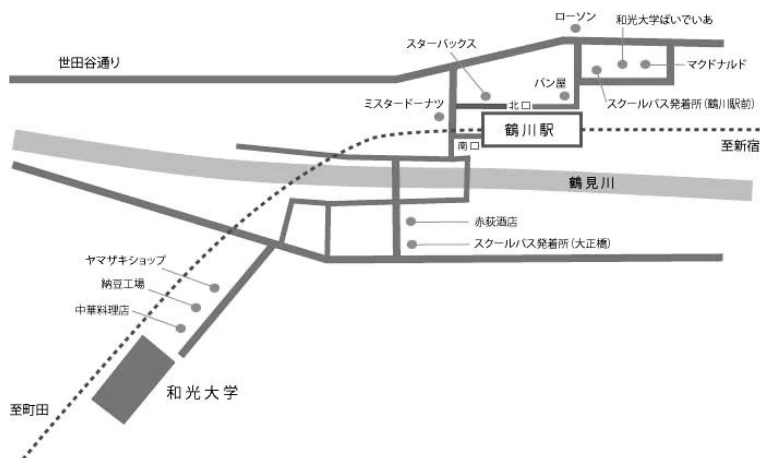 ローソン
和光大学ぱいでいあ
スターバックス
世田谷通り
マクドナルド
パン屋
スクールバス発着所(鶴川駅前)
ミスタードーナツ
北口
鶴川駅
南口
至新宿
鶴見川
赤荻酒店
スクールバス発着所(大正橋)
ヤマザキショップ
納豆工場
中華料理店
和光大学
至町田